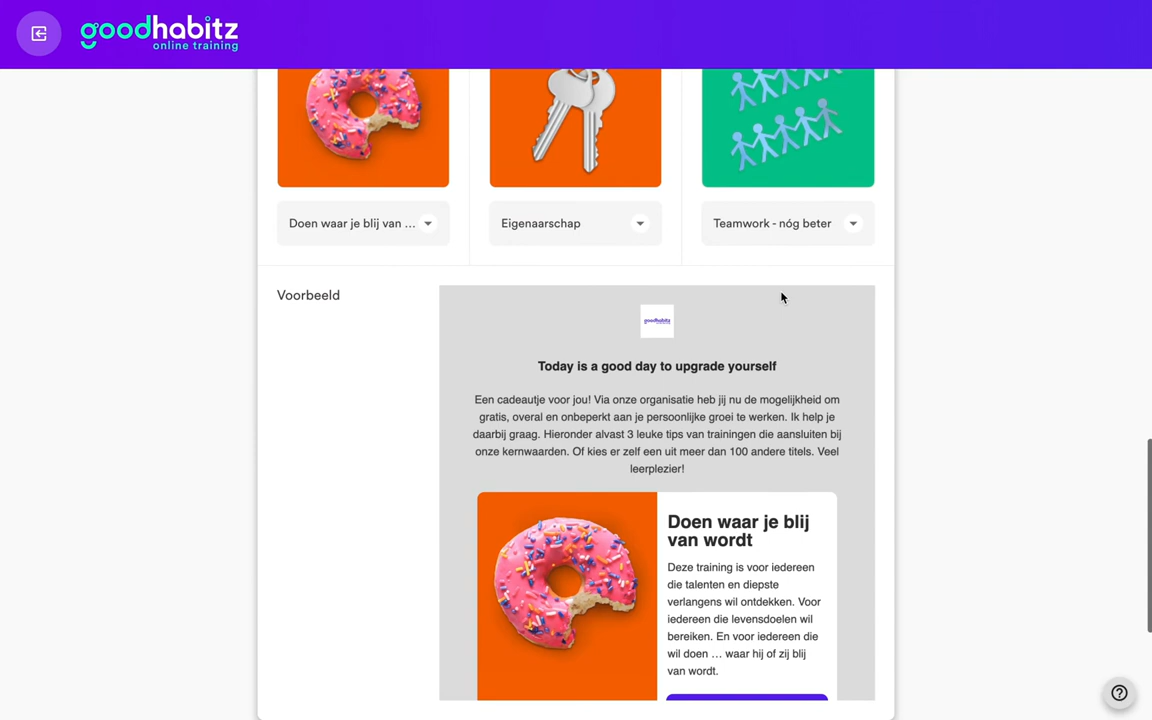 goodhabitz
online training
Doen waar je blij van ...
Eigenaarschap
Teamwork - nóg beter
Voorbeeld
goodhabitz
Today is a good day to upgrade yourself
Een cadeautje voor jou! Via onze organisatie heb jij nu de mogelijkheid om
gratis, overal en onbeperkt aan je persoonlijke groei te werken. Ik help je
daarbij graag. Hieronder alvast 3 leuke tips van trainingen die aansluiten bij
onze kernwaarden. Of kies er zelf een uit meer dan 100 andere titels. Veel
leerplezier!
Doen waar je blij
van wordt
Deze training is voor iedereen
die talenten en diepste
verlangens wil ontdekken. Voor
iedereen die levensdoelen wil
bereiken. En voor iedereen die
wil doen … waar hij of zij blij
van wordt.